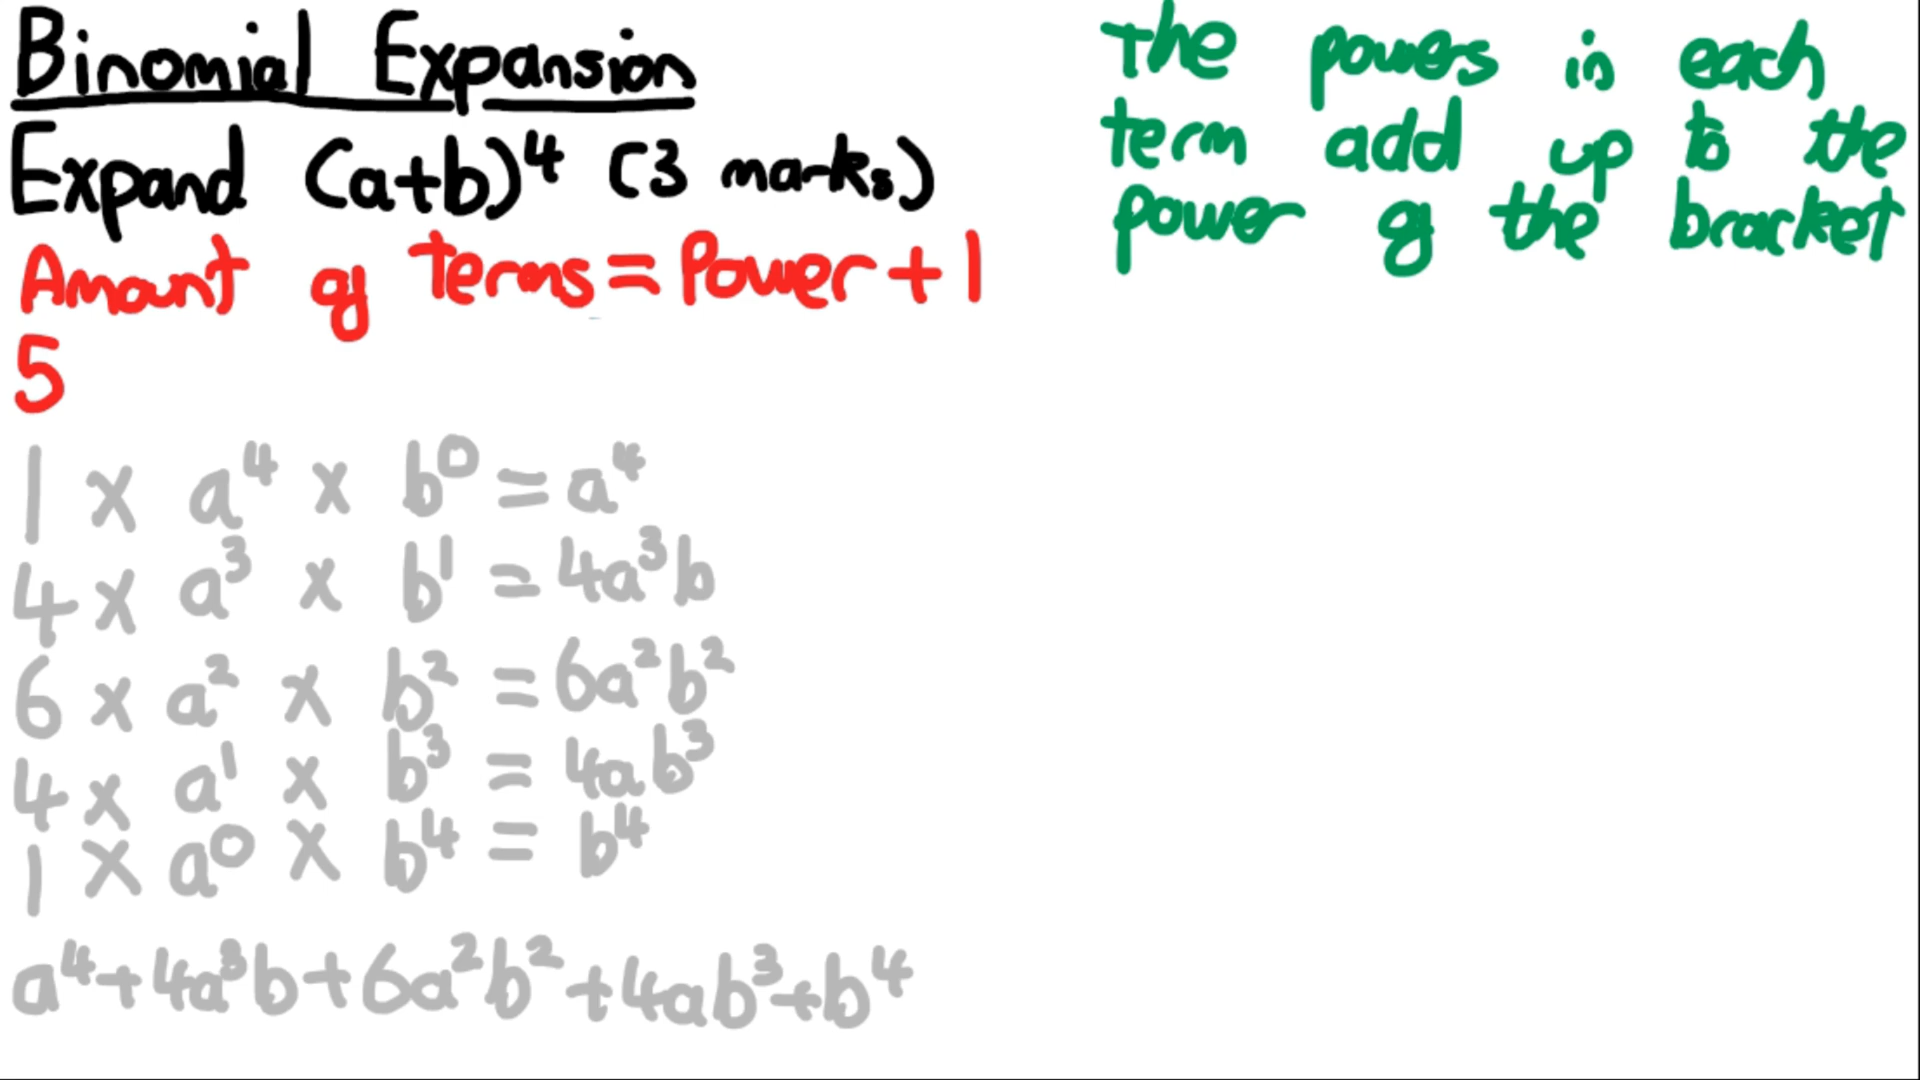 Binomial Expansion
Expand (a+b)⁴ (3 marks)
Amount of terms = Power + 1
5
1 × a⁴ × b⁰ = a⁴
4 × a³ × b¹ = 4a³b
6 × a² × b² = 6a²b²
4 × a¹ × b³ = 4ab³
1 × a⁰ × b⁴ = b⁴
a⁴+4a³b+6a²b²+4ab³+b⁴
The powers in each
term add up to the
power of the bracket